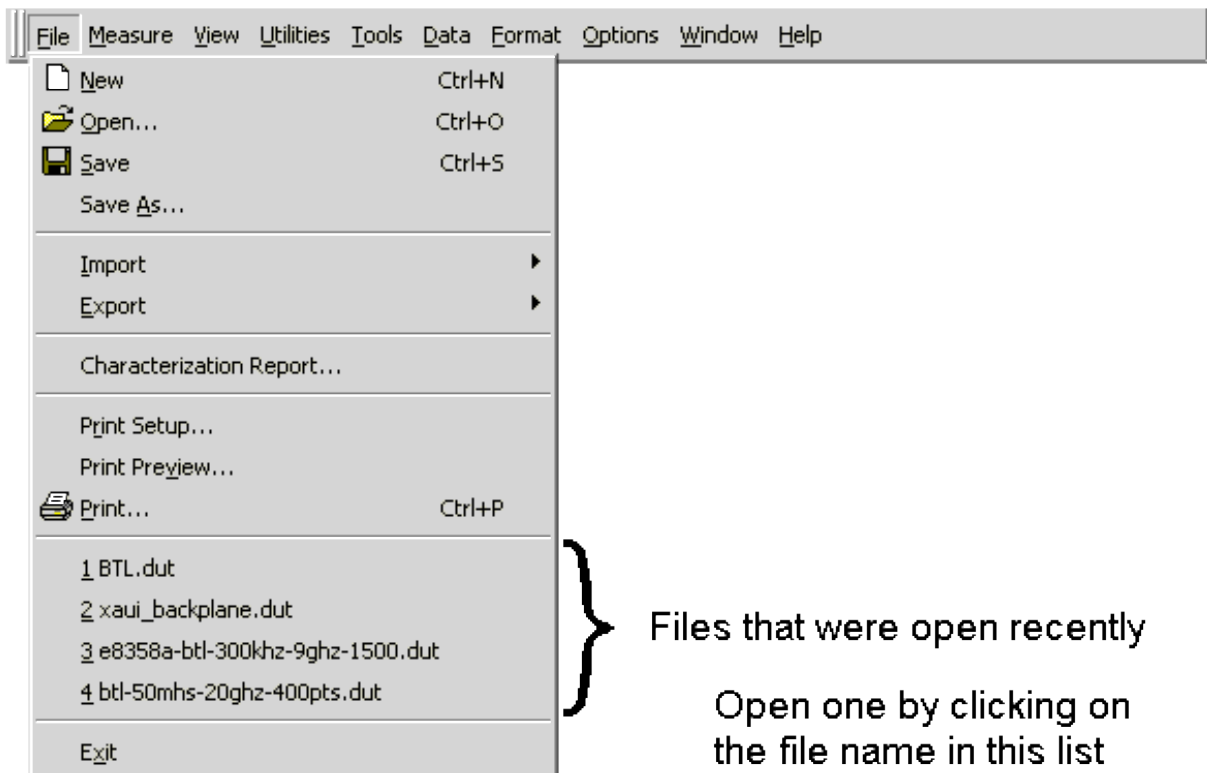 File Measure View Utilities Tools Data Format Options Window Help
New Ctrl+N
Open... Ctrl+O
Save Ctrl+S
Save As...
Import
Export
Characterization Report...
Print Setup...
Print Preview...
Print... Ctrl+P
1 BTL.dut
2 xaui_backplane.dut
3 e8358a-btl-300khz-9ghz-1500.dut
4 btl-50mhs-20ghz-400pts.dut
Exit
Files that were open recently
Open one by clicking on
the file name in this list